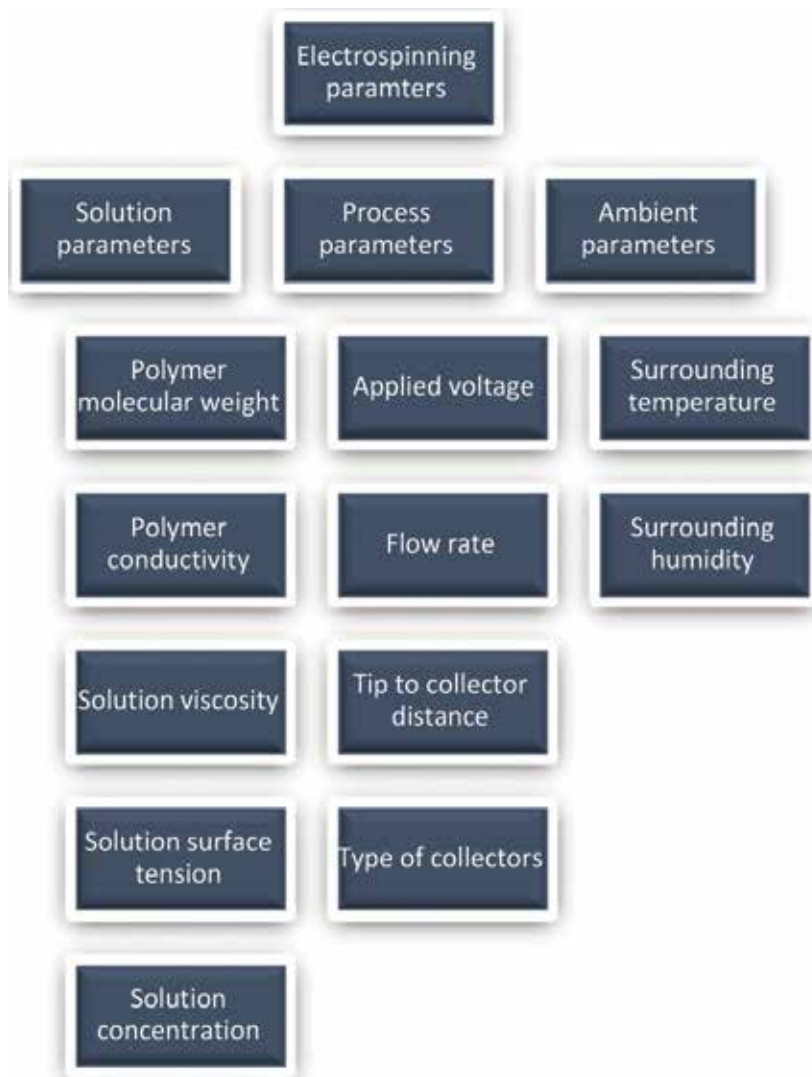 Electrospinning
paramters
Solution
parameters
Process
parameters
Ambient
parameters
Polymer
molecular weight
Applied voltage
Surrounding
temperature
Polymer
conductivity
Flow rate
Surrounding
humidity
Solution viscosity
Tip to collector
distance
Solution surface
tension
Type of collectors
Solution
concentration